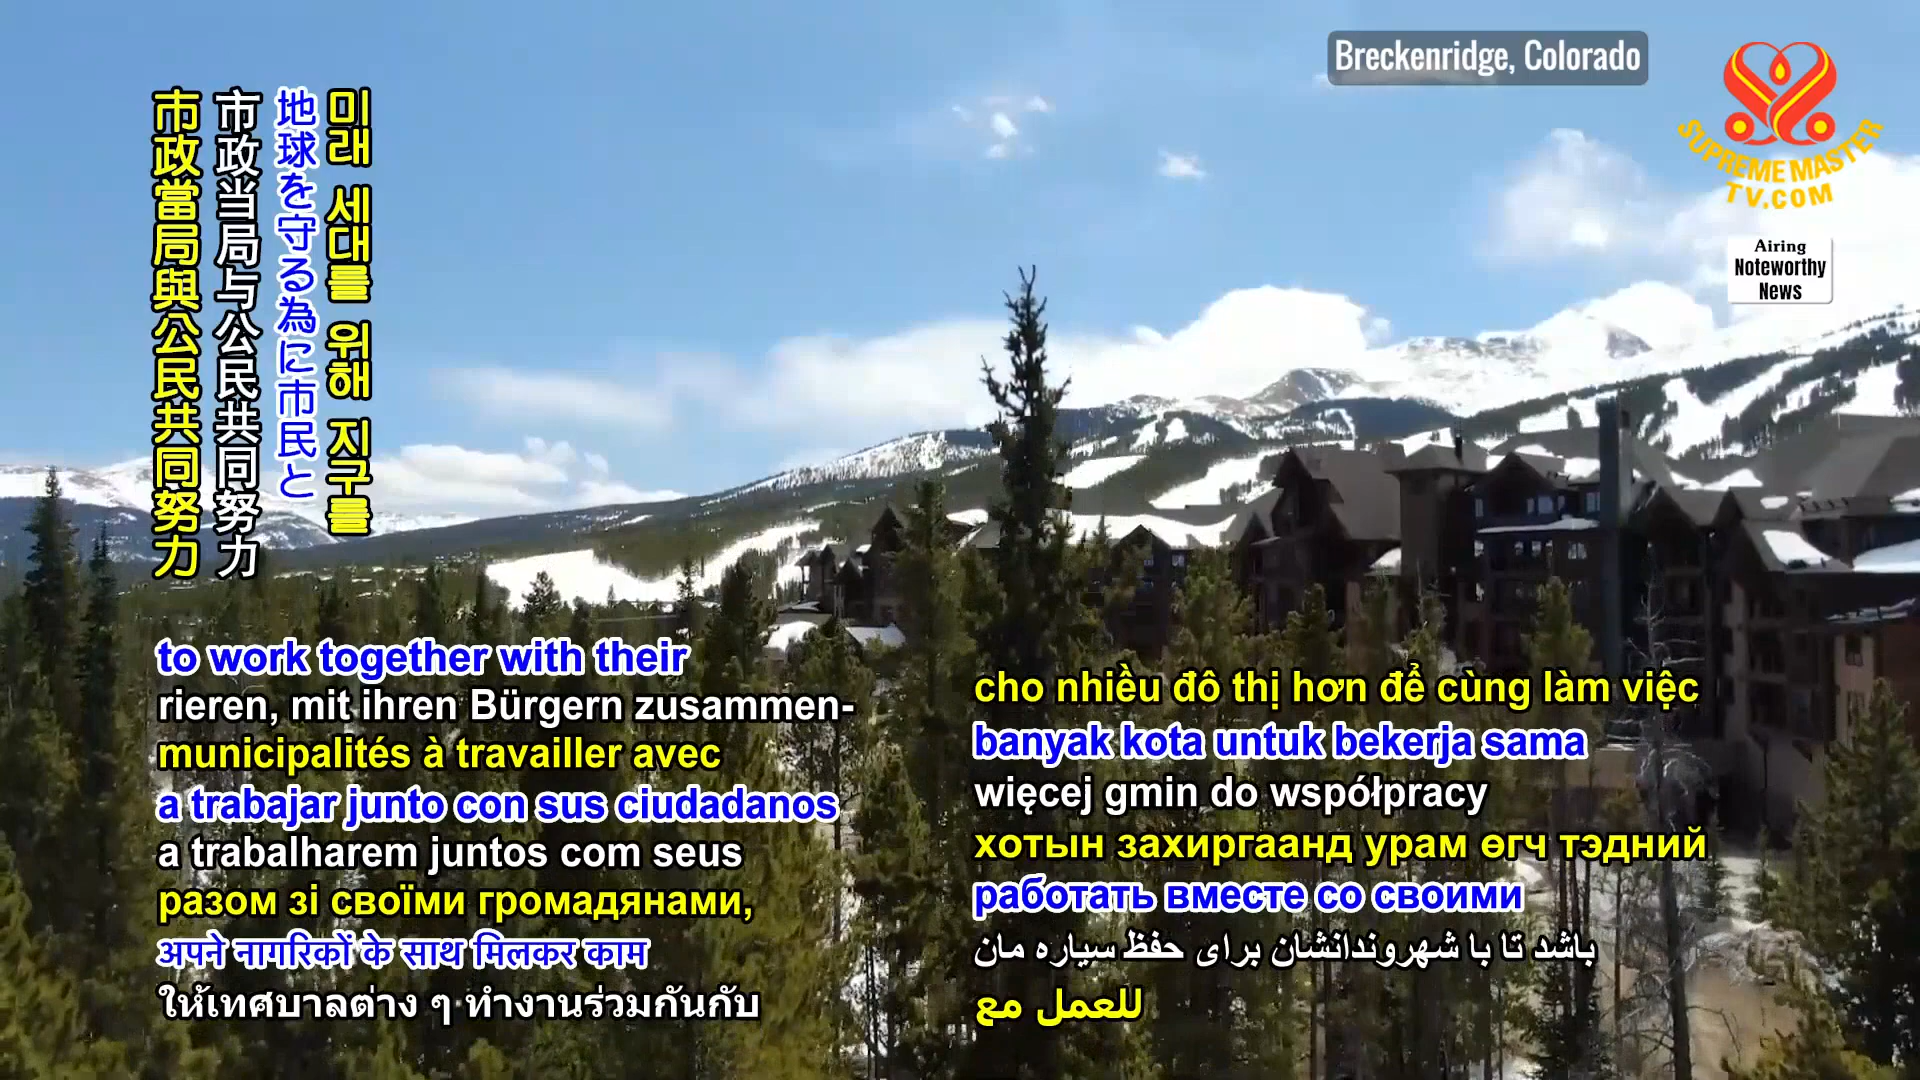 Breckenridge, Colorado
SUPREME MASTER
TV.COM
Airing
Noteworthy
News
미래 세대를 위해 지구를
地球を守る為に市民と
市政当局与公民共同努力
市政當局與公民共同努力
to work together with their
rieren, mit ihren Bürgern zusammen-
municipalités à travailler avec
a trabajar junto con sus ciudadanos
a trabalharem juntos com seus
разом зі своїми громадянами,
अपने नागरिकों के साथ मिलकर काम
ให้เทศบาลต่าง ๆ ทำงานร่วมกันกับ
cho nhiều đô thị hơn để cùng làm việc
banyak kota untuk bekerja sama
więcej gmin do współpracy
хотын захиргаанд урам өгч тэдний
работать вместе со своими
باشد تا با شهروندانشان برای حفظ سیاره مان
للعمل مع